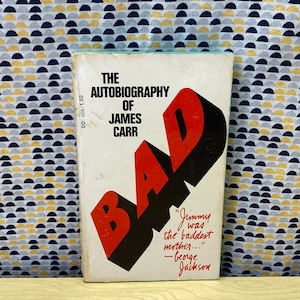 THE
AUTOBIOGRAPHY
OF
JAMES
CARR
BAD
"Jimmy
was
the baddest
mother..."
—George
Jackson